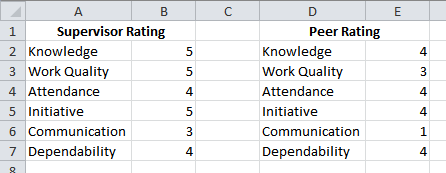 A B C D E
1 Supervisor Rating Peer Rating
2 Knowledge 5 Knowledge 4
3 Work Quality 5 Work Quality 3
4 Attendance 4 Attendance 4
5 Initiative 5 Initiative 4
6 Communication 3 Communication 1
7 Dependability 4 Dependability 4
8